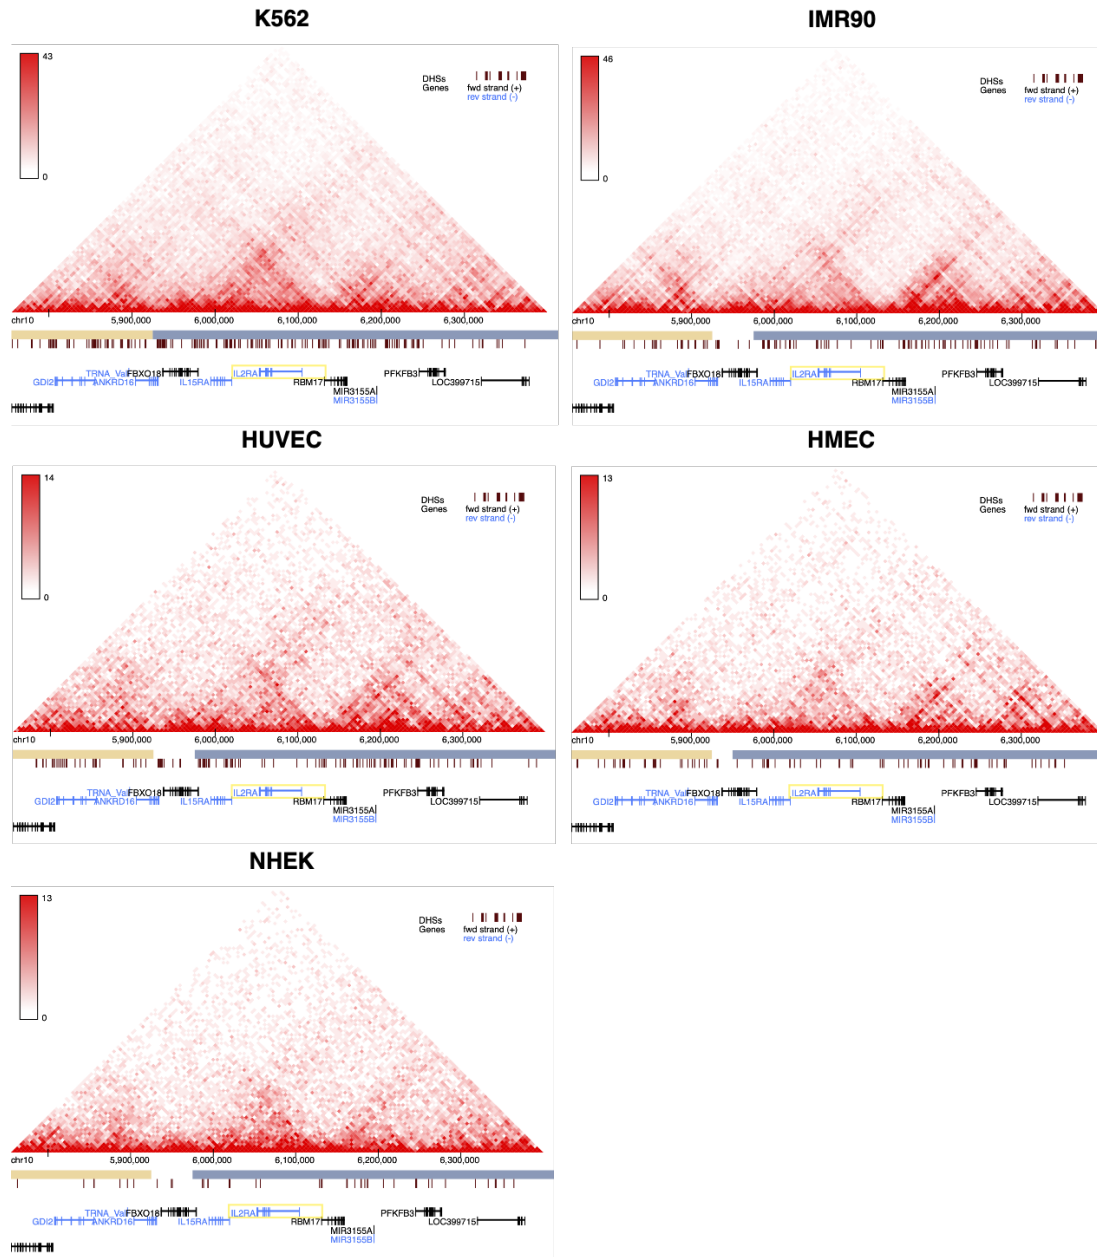 K562
43
0
DHSs
Genes fwd strand (+)
rev strand (-)
chr10 5,900,000 6,000,000 6,100,000 6,200,000 6,300,000
TRNA_Val FBXO18 IL2RA PFKFB3
GDI2 ANKRD16 IL15RA RBM17 LOC399715
MIR3155A
MIR3155B
IMR90
46
0
DHSs
Genes fwd strand (+)
rev strand (-)
chr10 5,900,000 6,000,000 6,100,000 6,200,000 6,300,000
TRNA_Val FBXO18 IL2RA PFKFB3
GDI2 ANKRD16 IL15RA RBM17 LOC399715
MIR3155A
MIR3155B
HUVEC
14
0
DHSs
Genes fwd strand (+)
rev strand (-)
chr10 5,900,000 6,000,000 6,100,000 6,200,000 6,300,000
TRNA_Val FBXO18 IL2RA PFKFB3
GDI2 ANKRD16 IL15RA RBM17 LOC399715
MIR3155A
MIR3155B
HMEC
13
0
DHSs
Genes fwd strand (+)
rev strand (-)
chr10 5,900,000 6,000,000 6,100,000 6,200,000 6,300,000
TRNA_Val FBXO18 IL2RA PFKFB3
GDI2 ANKRD16 IL15RA RBM17 LOC399715
MIR3155A
MIR3155B
NHEK
13
0
DHSs
Genes fwd strand (+)
rev strand (-)
chr10 5,900,000 6,000,000 6,100,000 6,200,000 6,300,000
TRNA_Val FBXO18 IL2RA PFKFB3
GDI2 ANKRD16 IL15RA RBM17 LOC399715
MIR3155A
MIR3155B